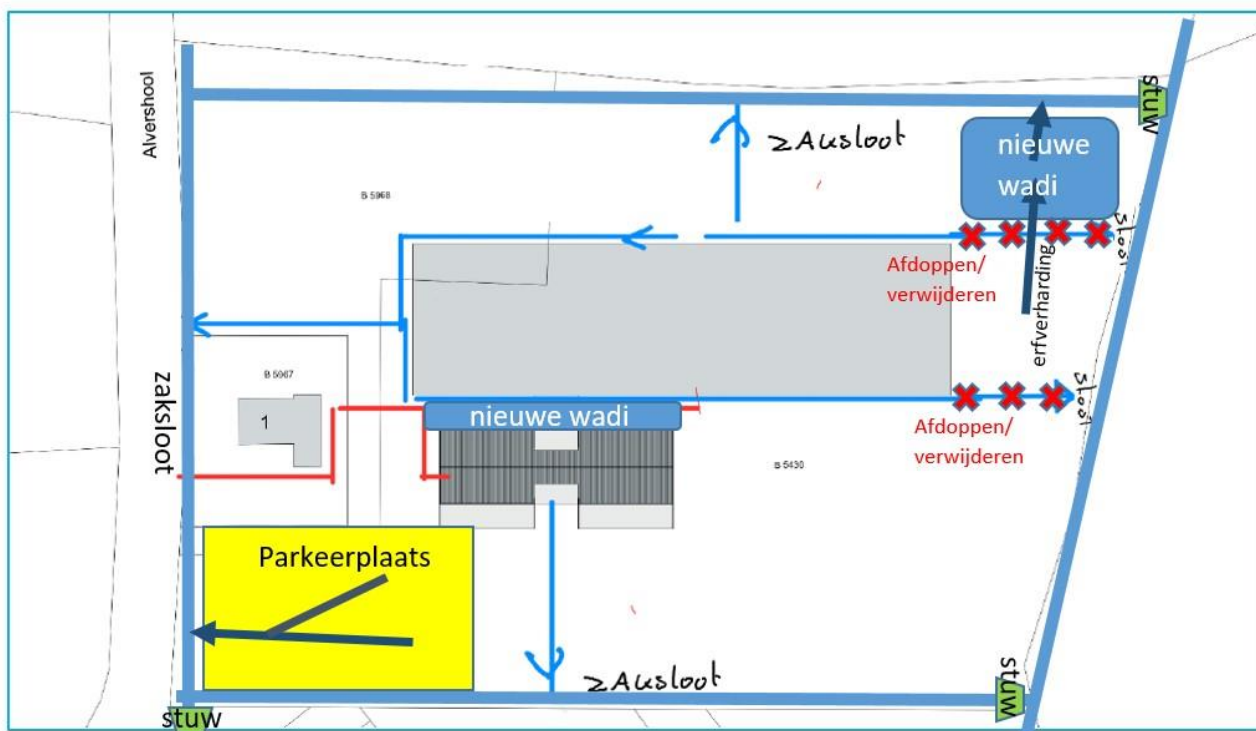 Alvershool
stuw
zaksloot
nieuwe
wadi
B 5968
sloot
Afdoppen/
verwijderen
erfverharding
B 5967
zaksloot
1
nieuwe wadi
sloot
Afdoppen/
verwijderen
B 5430
Parkeerplaats
zaksloot
stuw
stuw